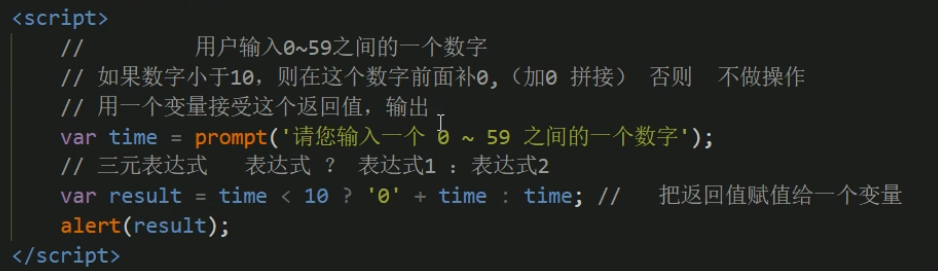 <script>
// 用户输入0~59之间的一个数字
// 如果数字小于10，则在这个数字前面补0,（加0 拼接） 否则 不做操作
// 用一个变量接受这个返回值，输出
var time = prompt('请您输入一个 0 ~ 59 之间的一个数字');
// 三元表达式 表达式 ？ 表达式1 ：表达式2
var result = time < 10 ? '0' + time : time; // 把返回值赋值给一个变量
alert(result);
</script>